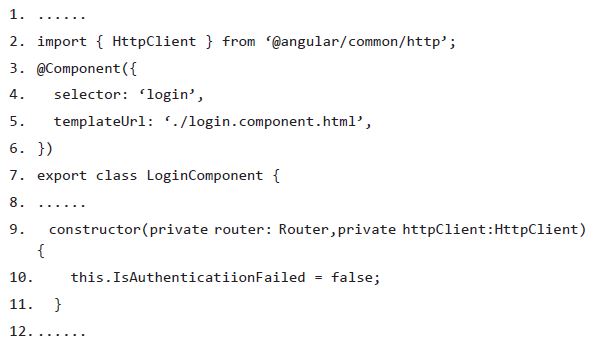 1. ......
2. import { HttpClient } from ‘@angular/common/http’;
3. @Component({
4. selector: ‘login’,
5. templateUrl: ‘./login.component.html’,
6. })
7. export class LoginComponent {
8. ......
9. constructor(private router: Router,private httpClient:HttpClient)
{
10. this.IsAuthenticatiionFailed = false;
11. }
12.......